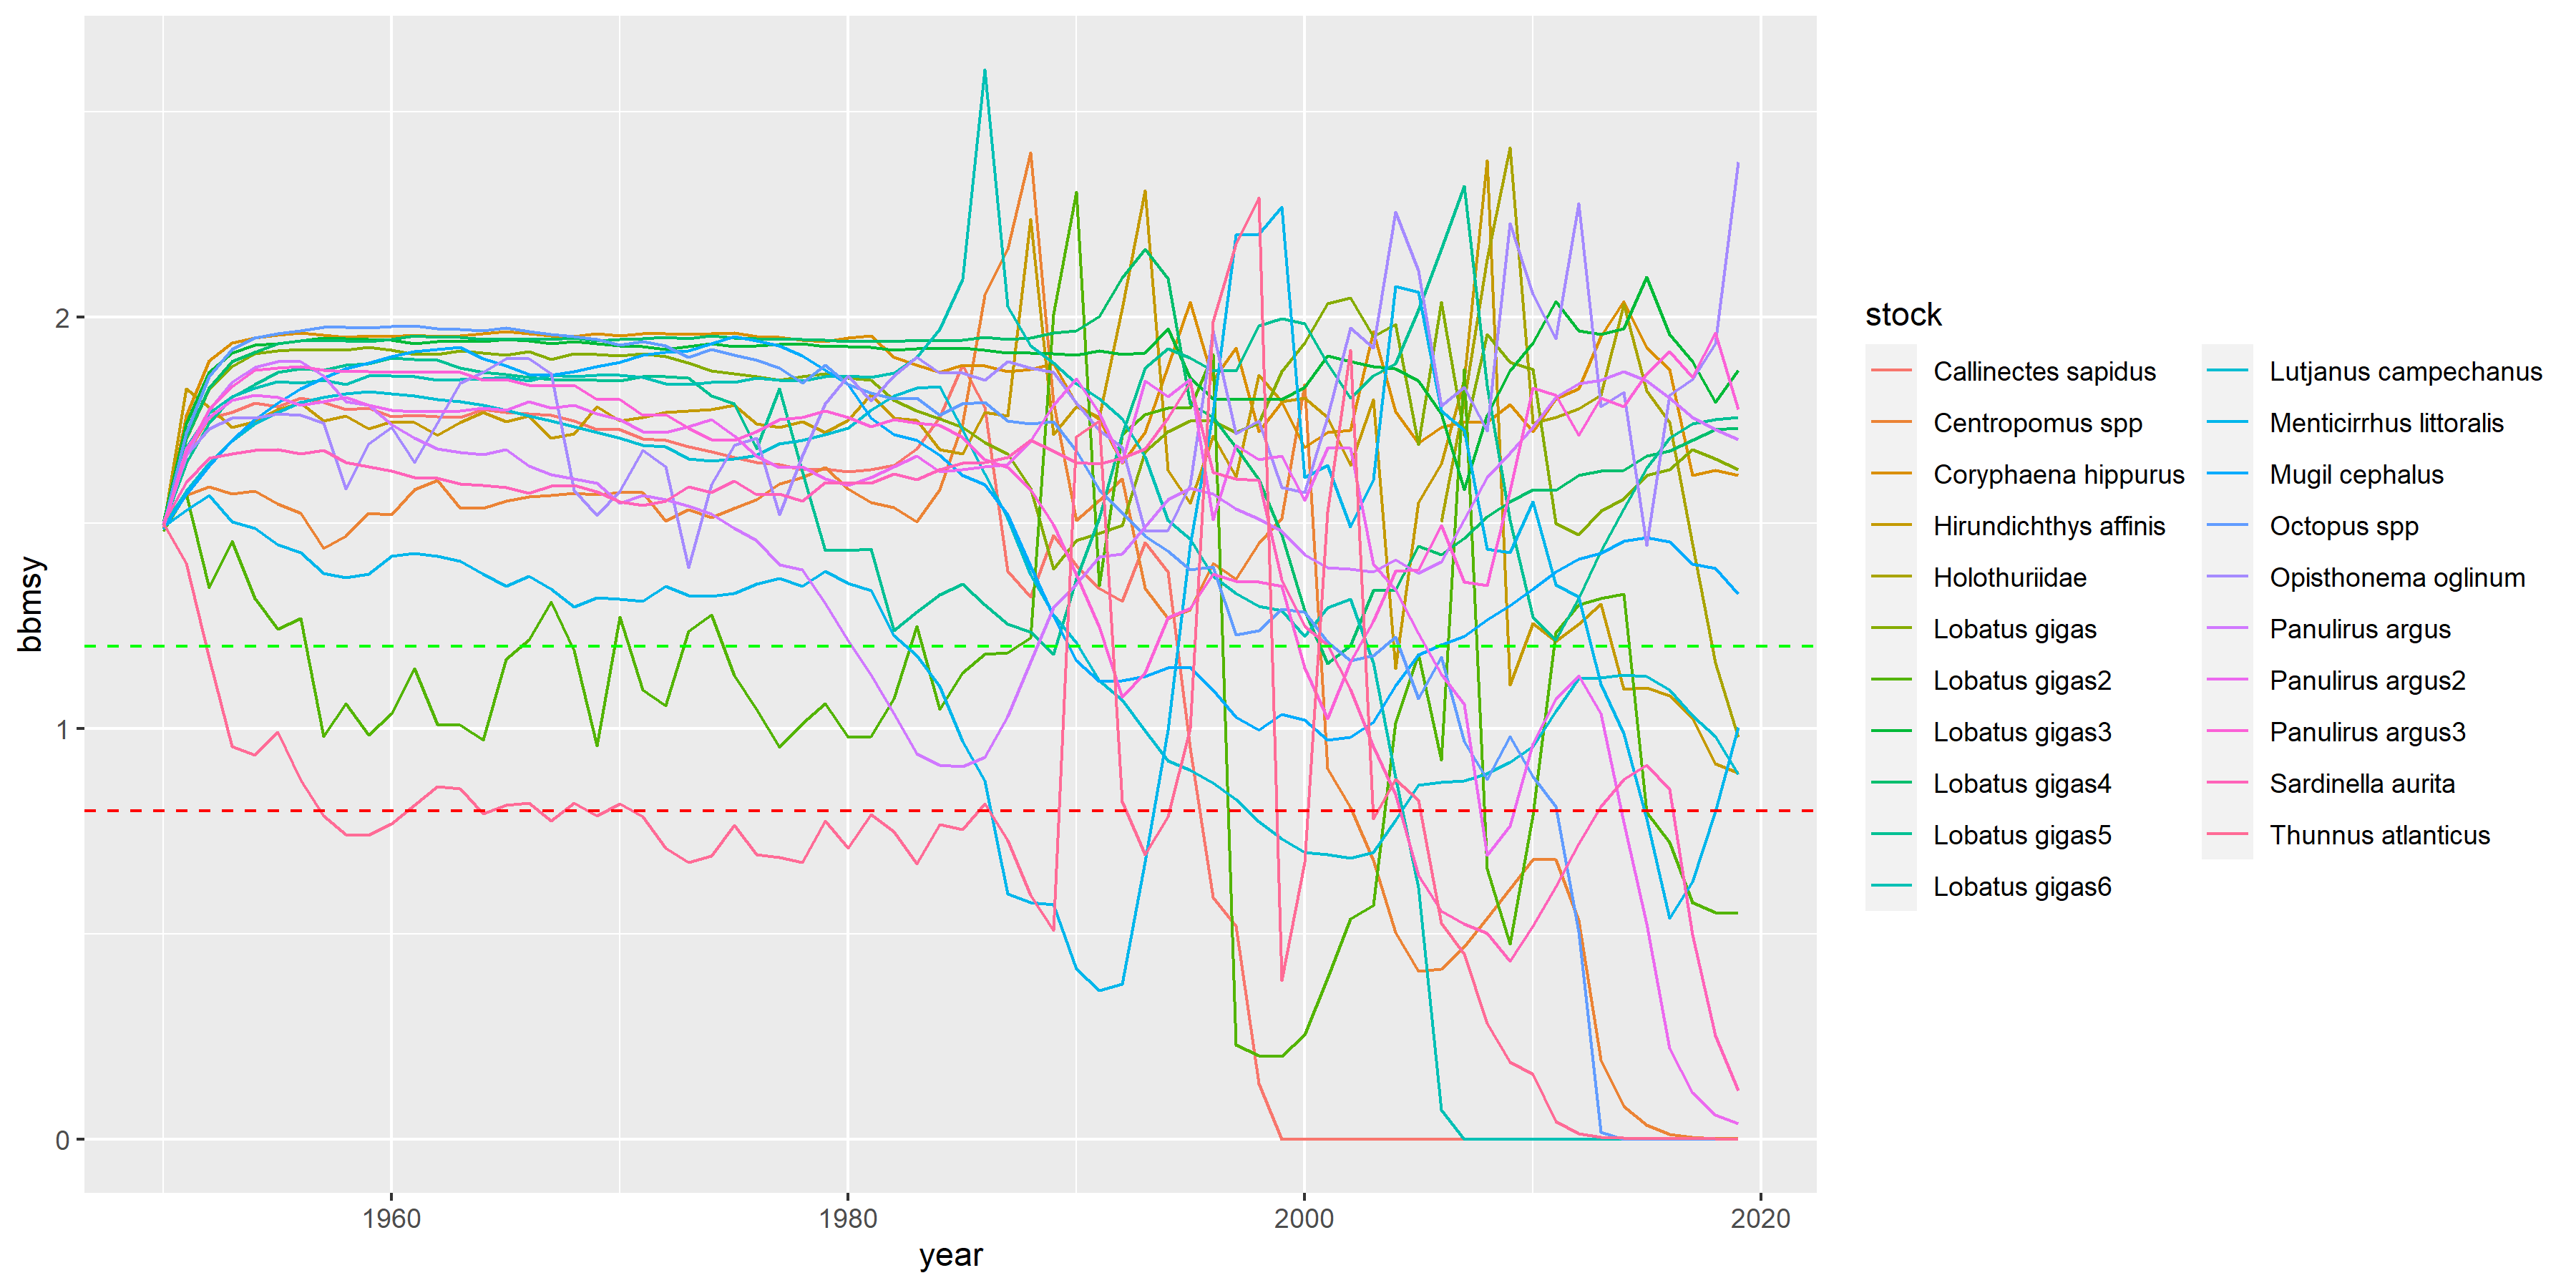 2
1
0
bbmsy
1960
1980
2000
2020
year
stock
Callinectes sapidus
Centropomus spp
Coryphaena hippurus
Hirundichthys affinis
Holothuriidae
Lobatus gigas
Lobatus gigas2
Lobatus gigas3
Lobatus gigas4
Lobatus gigas5
Lobatus gigas6
Lutjanus campechanus
Menticirrhus littoralis
Mugil cephalus
Octopus spp
Opisthonema oglinum
Panulirus argus
Panulirus argus2
Panulirus argus3
Sardinella aurita
Thunnus atlanticus